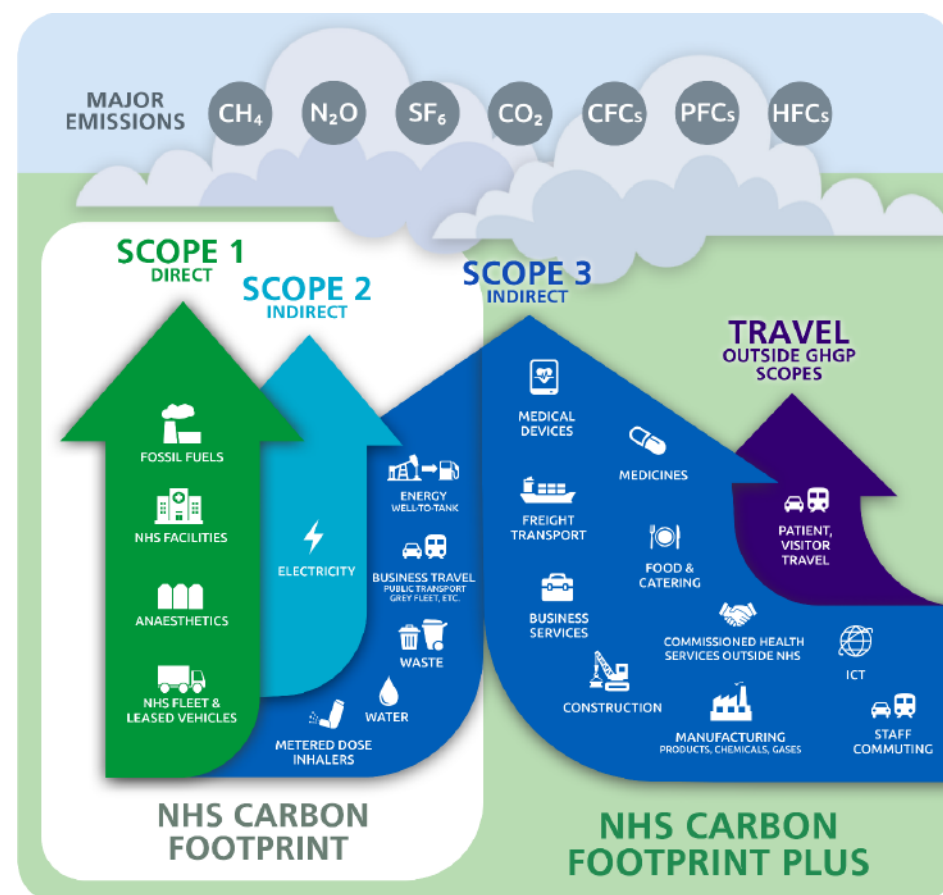 MAJOR
EMISSIONS
CH₄
N₂O
SF₆
CO₂
CFCs
PFCs
HFCs
SCOPE 1
DIRECT
SCOPE 2
INDIRECT
SCOPE 3
INDIRECT
TRAVEL
OUTSIDE GHGP
SCOPES
FOSSIL FUELS
NHS FACILITIES
ANAESTHETICS
NHS FLEET &
LEASED VEHICLES
ELECTRICITY
ENERGY
WELL-TO-TANK
BUSINESS TRAVEL
PUBLIC TRANSPORT
GREY FLEET, ETC.
WASTE
WATER
METERED DOSE
INHALERS
MEDICAL
DEVICES
MEDICINES
FREIGHT
TRANSPORT
FOOD &
CATERING
BUSINESS
SERVICES
COMMISSIONED HEALTH
SERVICES OUTSIDE NHS
CONSTRUCTION
MANUFACTURING
PRODUCTS, CHEMICALS, GASES
ICT
STAFF
COMMUTING
PATIENT,
VISITOR
TRAVEL
NHS CARBON
FOOTPRINT
NHS CARBON
FOOTPRINT PLUS